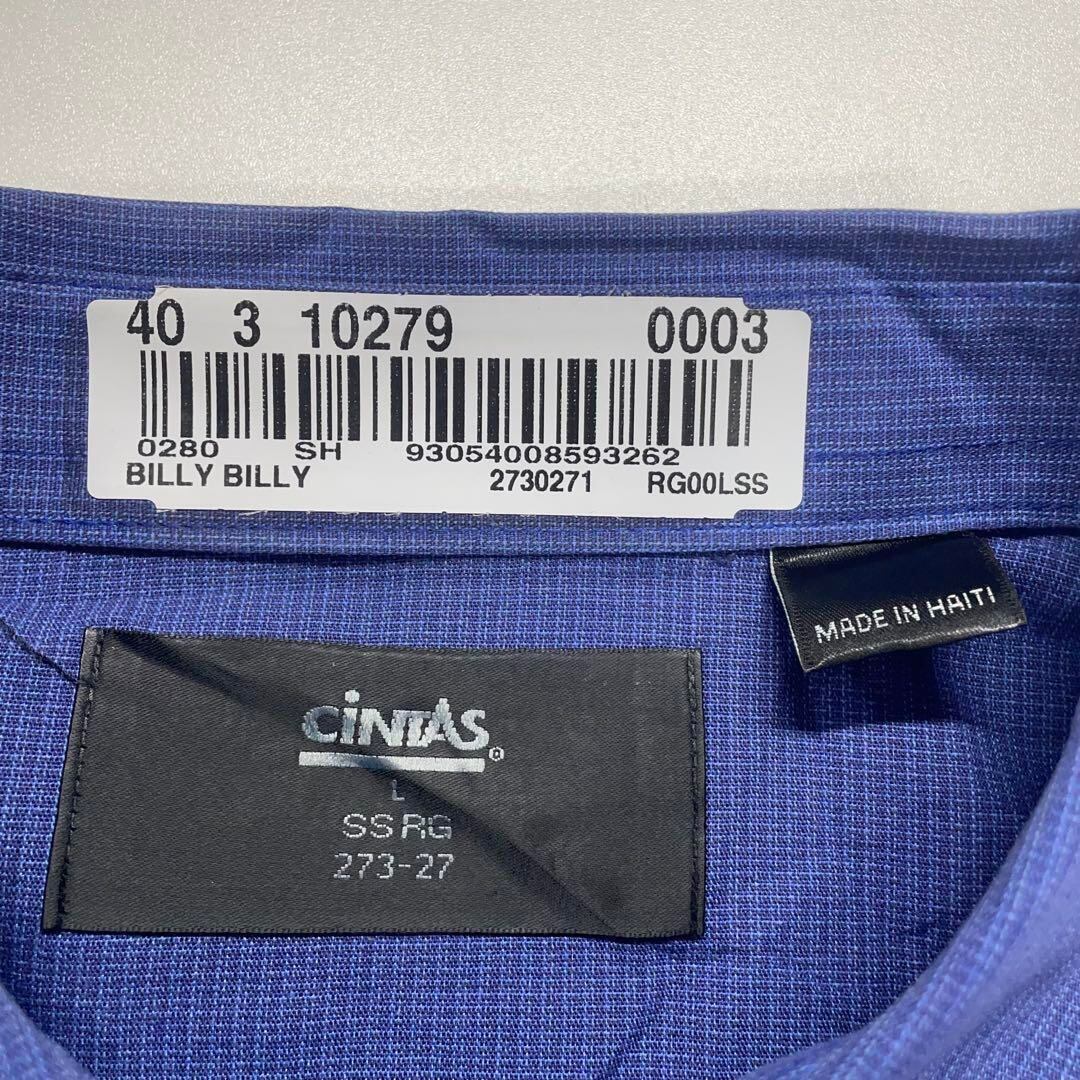 40 3 10279 0003
0280 SH 93054008593262
BILLY BILLY 2730271 RG00LSS
MADE IN HAITI
CiNTAS®
L
SS RG
273-27